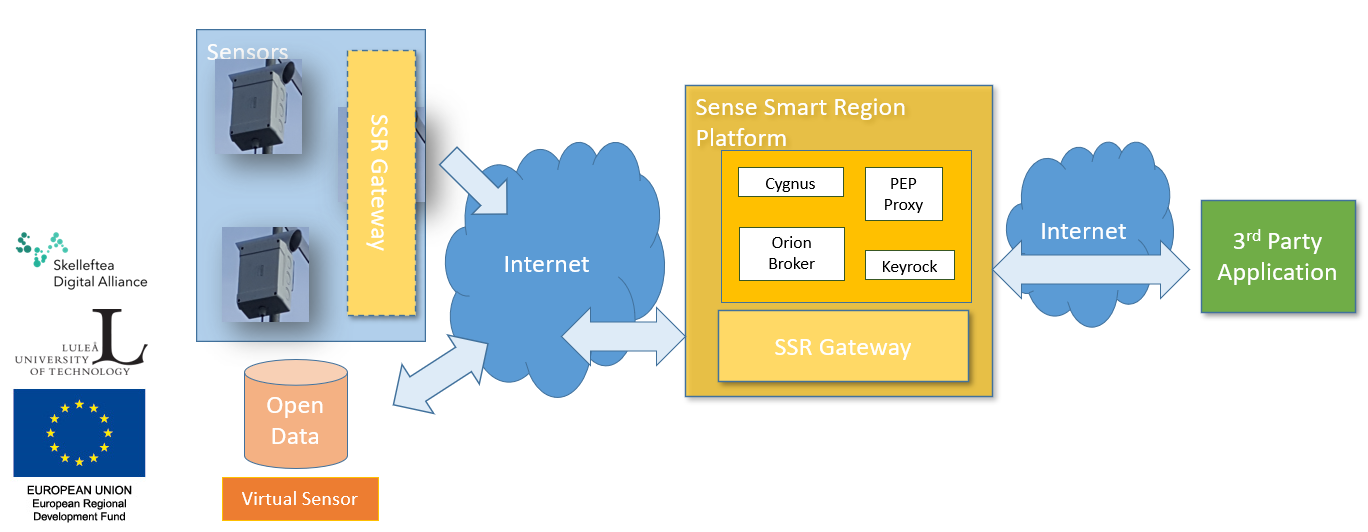 Sensors
SSR Gateway
Internet
Sense Smart Region
Platform
Cygnus
PEP
Proxy
Orion
Broker
Keyrock
SSR Gateway
Internet
3rd Party
Application
Skelleftea
Digital Alliance
LULEÅ
UNIVERSITY
OF TECHNOLOGY
L
Open
Data
Virtual Sensor
EUROPEAN UNION
European Regional
Development Fund